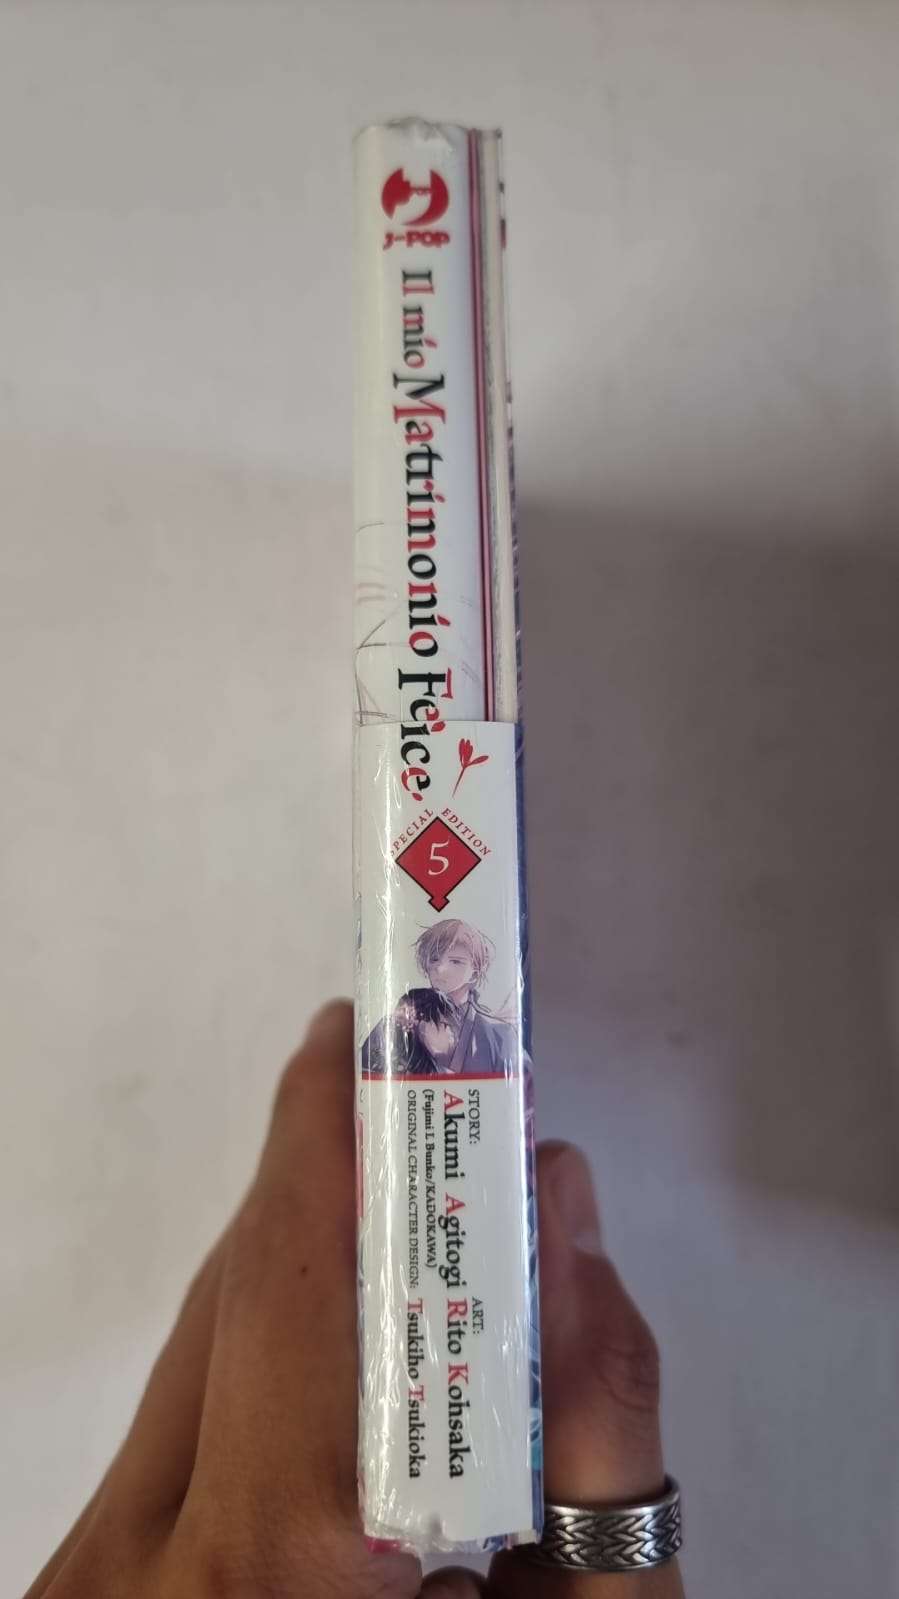 J-POP
Il mio Matrimonio Felice
SPECIAL EDITION
5
STORY:
Akumi Agitogi
(Fujimi L Bunko/KADOKAWA)
ART:
Rito Kohsaka
ORIGINAL CHARACTER DESIGN:
Tsukiho Tsukioka